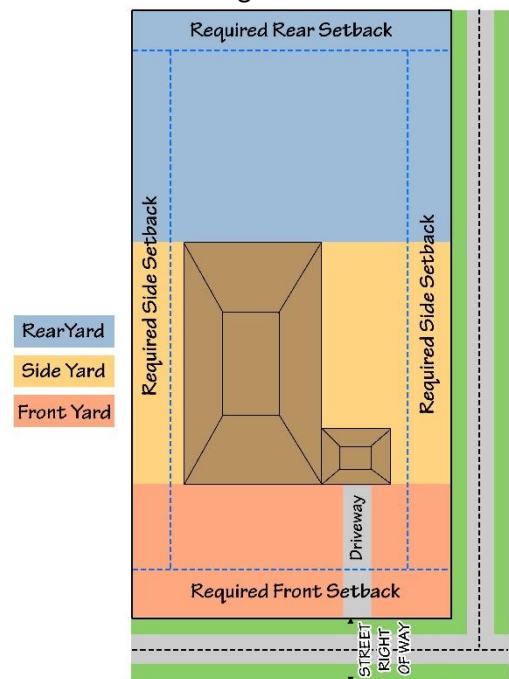 Required Rear Setback
Required Side Setback
Required Side Setback
RearYard
Side Yard
Front Yard
Driveway
Required Front Setback
STREET
RIGHT
OF WAY